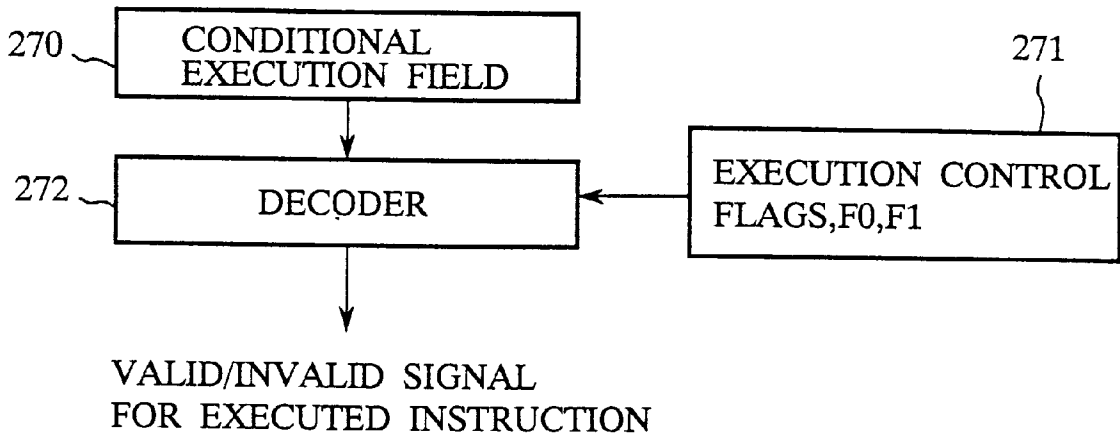 270
CONDITIONAL
EXECUTION FIELD
271
272
DECODER
EXECUTION CONTROL
FLAGS,F0,F1
VALID/INVALID SIGNAL
FOR EXECUTED INSTRUCTION